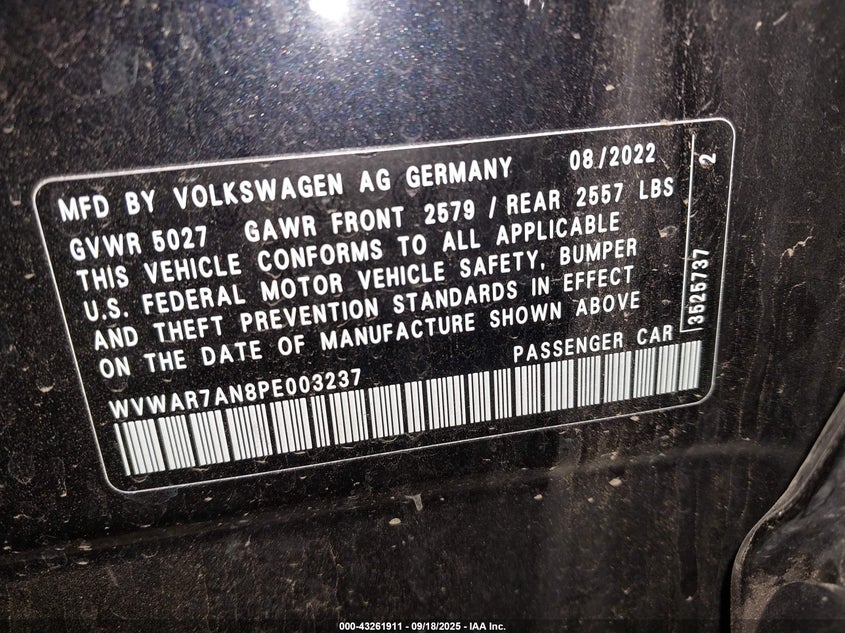 MFD BY VOLKSWAGEN AG GERMANY 08/2022
GVWR 5027 GAWR FRONT 2579 / REAR 2557 LBS
THIS VEHICLE CONFORMS TO ALL APPLICABLE
U.S. FEDERAL MOTOR VEHICLE SAFETY, BUMPER
AND THEFT PREVENTION STANDARDS IN EFFECT
ON THE DATE OF MANUFACTURE SHOWN ABOVE
WVWAR7AN8PE003237 PASSENGER CAR
3525737 2
000-43261911 - 09/18/2025 - IAA Inc.